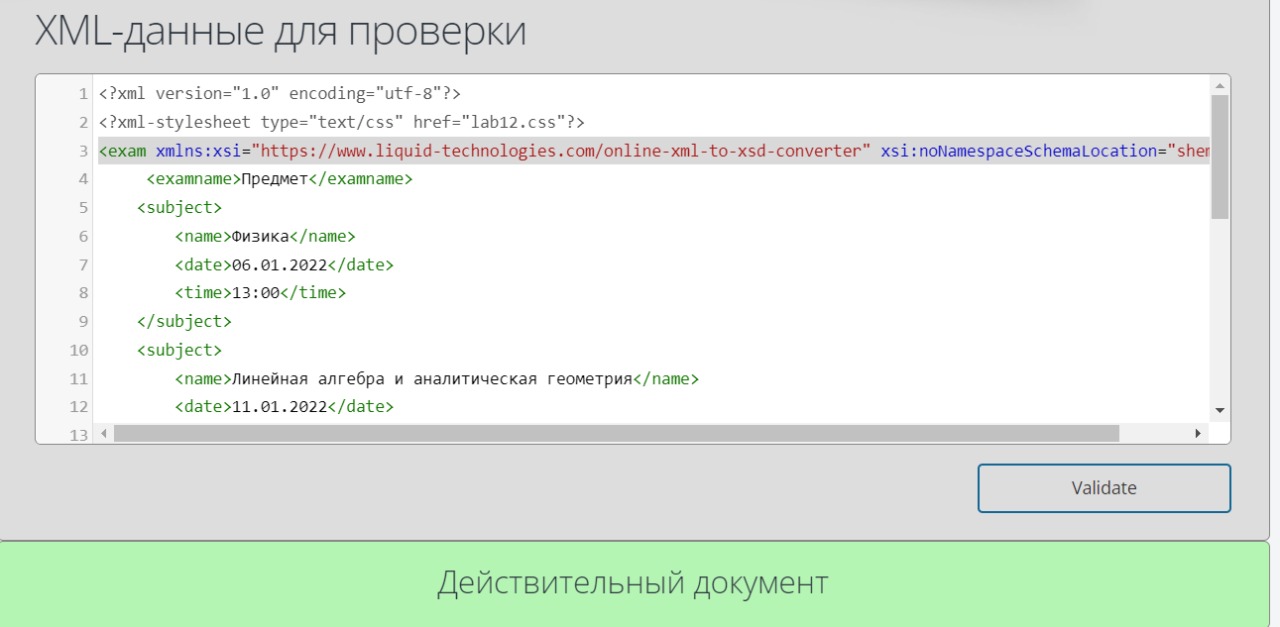 XML-данные для проверки
1 <?xml version="1.0" encoding="utf-8"?>
2 <?xml-stylesheet type="text/css" href="lab12.css"?>
3 <exam xmlns:xsi="https://www.liquid-technologies.com/online-xml-to-xsd-converter" xsi:noNamespaceSchemaLocation="shem
4 <examname>Предмет</examname>
5 <subject>
6 <name>Физика</name>
7 <date>06.01.2022</date>
8 <time>13:00</time>
9 </subject>
10 <subject>
11 <name>Линейная алгебра и аналитическая геометрия</name>
12 <date>11.01.2022</date>
13
Validate
Действительный документ